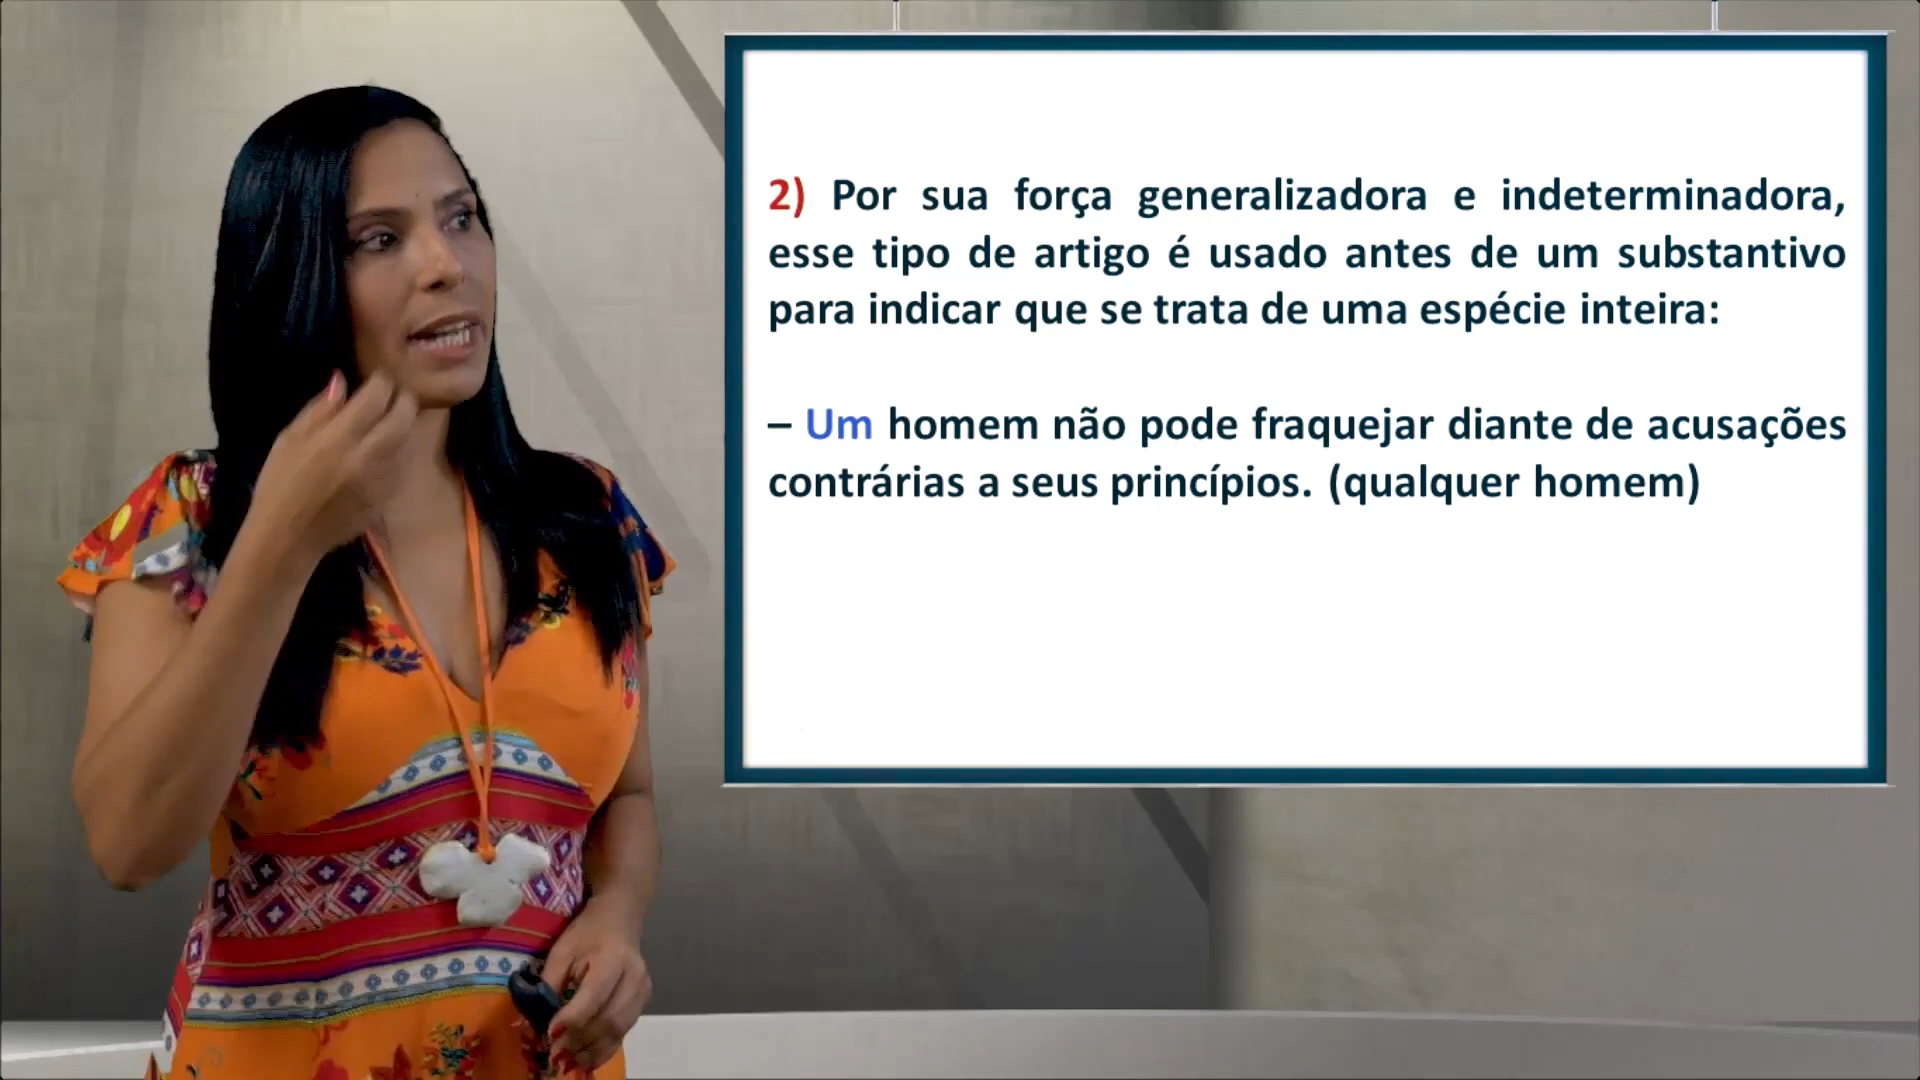 2) Por sua força generalizadora e indeterminadora,
esse tipo de artigo é usado antes de um substantivo
para indicar que se trata de uma espécie inteira:
– Um homem não pode fraquejar diante de acusações
contrárias a seus princípios. (qualquer homem)